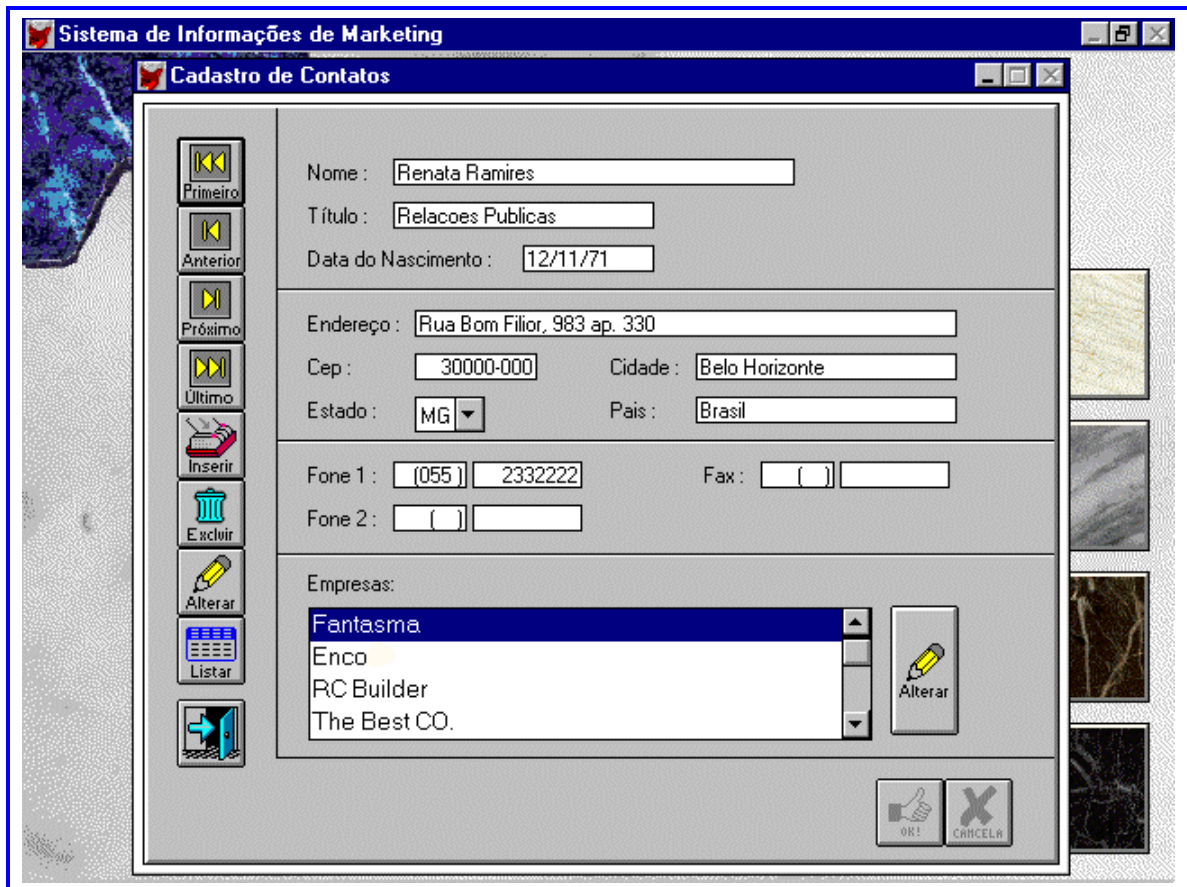 Sistema de Informações de Marketing
Cadastro de Contatos
Primeiro
Anterior
Próximo
Último
Inserir
Excluir
Alterar
Listar
Nome : Renata Ramires
Título : Relacoes Publicas
Data do Nascimento : 12/11/71
Endereço : Rua Bom Filior, 983 ap. 330
Cep : 30000-000 Cidade : Belo Horizonte
Estado : MG Pais : Brasil
Fone 1 : (055 ) 2332222 Fax : ( )
Fone 2 : ( )
Empresas:
Fantasma
Enco
RC Builder
The Best CO.
Alterar
OK!
CANCELA